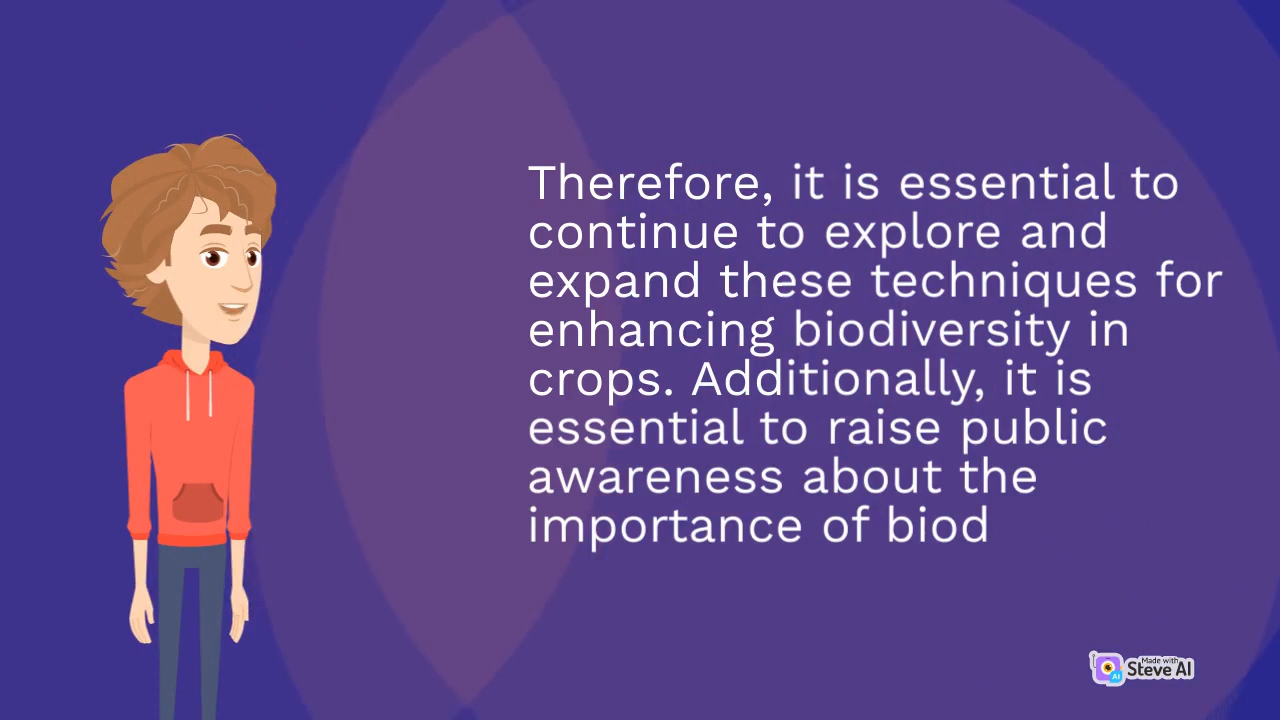 Therefore, it is essential to
continue to explore and
expand these techniques for
enhancing biodiversity in
crops. Additionally, it is
essential to raise public
awareness about the
importance of biod
Made with
Steve AI
AI